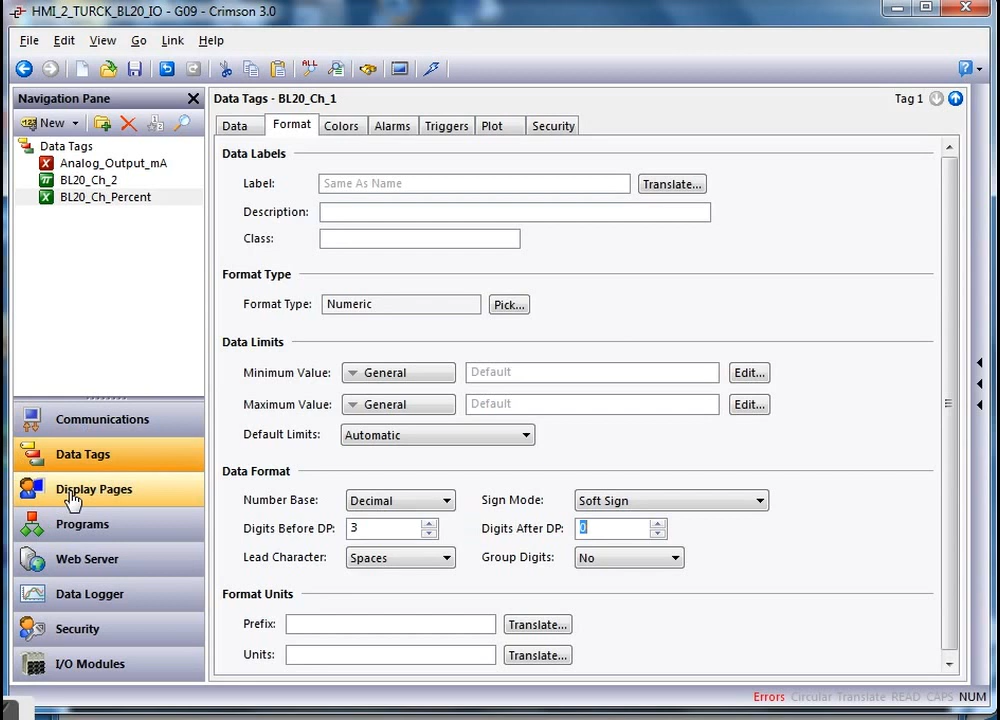 HMI_2_TURCK_BL20_IO - G09 - Crimson 3.0
File Edit View Go Link Help
ALL
Navigation Pane
New
Data Tags
Analog_Output_mA
BL20_Ch_2
BL20_Ch_Percent
Communications
Data Tags
Display Pages
Programs
Web Server
Data Logger
Security
I/O Modules
Data Tags - BL20_Ch_1 Tag 1
Data Format Colors Alarms Triggers Plot Security
Data Labels
Label: Same As Name Translate...
Description:
Class:
Format Type
Format Type: Numeric Pick...
Data Limits
Minimum Value: General Default Edit...
Maximum Value: General Default Edit...
Default Limits: Automatic
Data Format
Number Base: Decimal Sign Mode: Soft Sign
Digits Before DP: 3 Digits After DP: 0
Lead Character: Spaces Group Digits: No
Format Units
Prefix: Translate...
Units: Translate...
Errors Circular Translate READ CAPS NUM